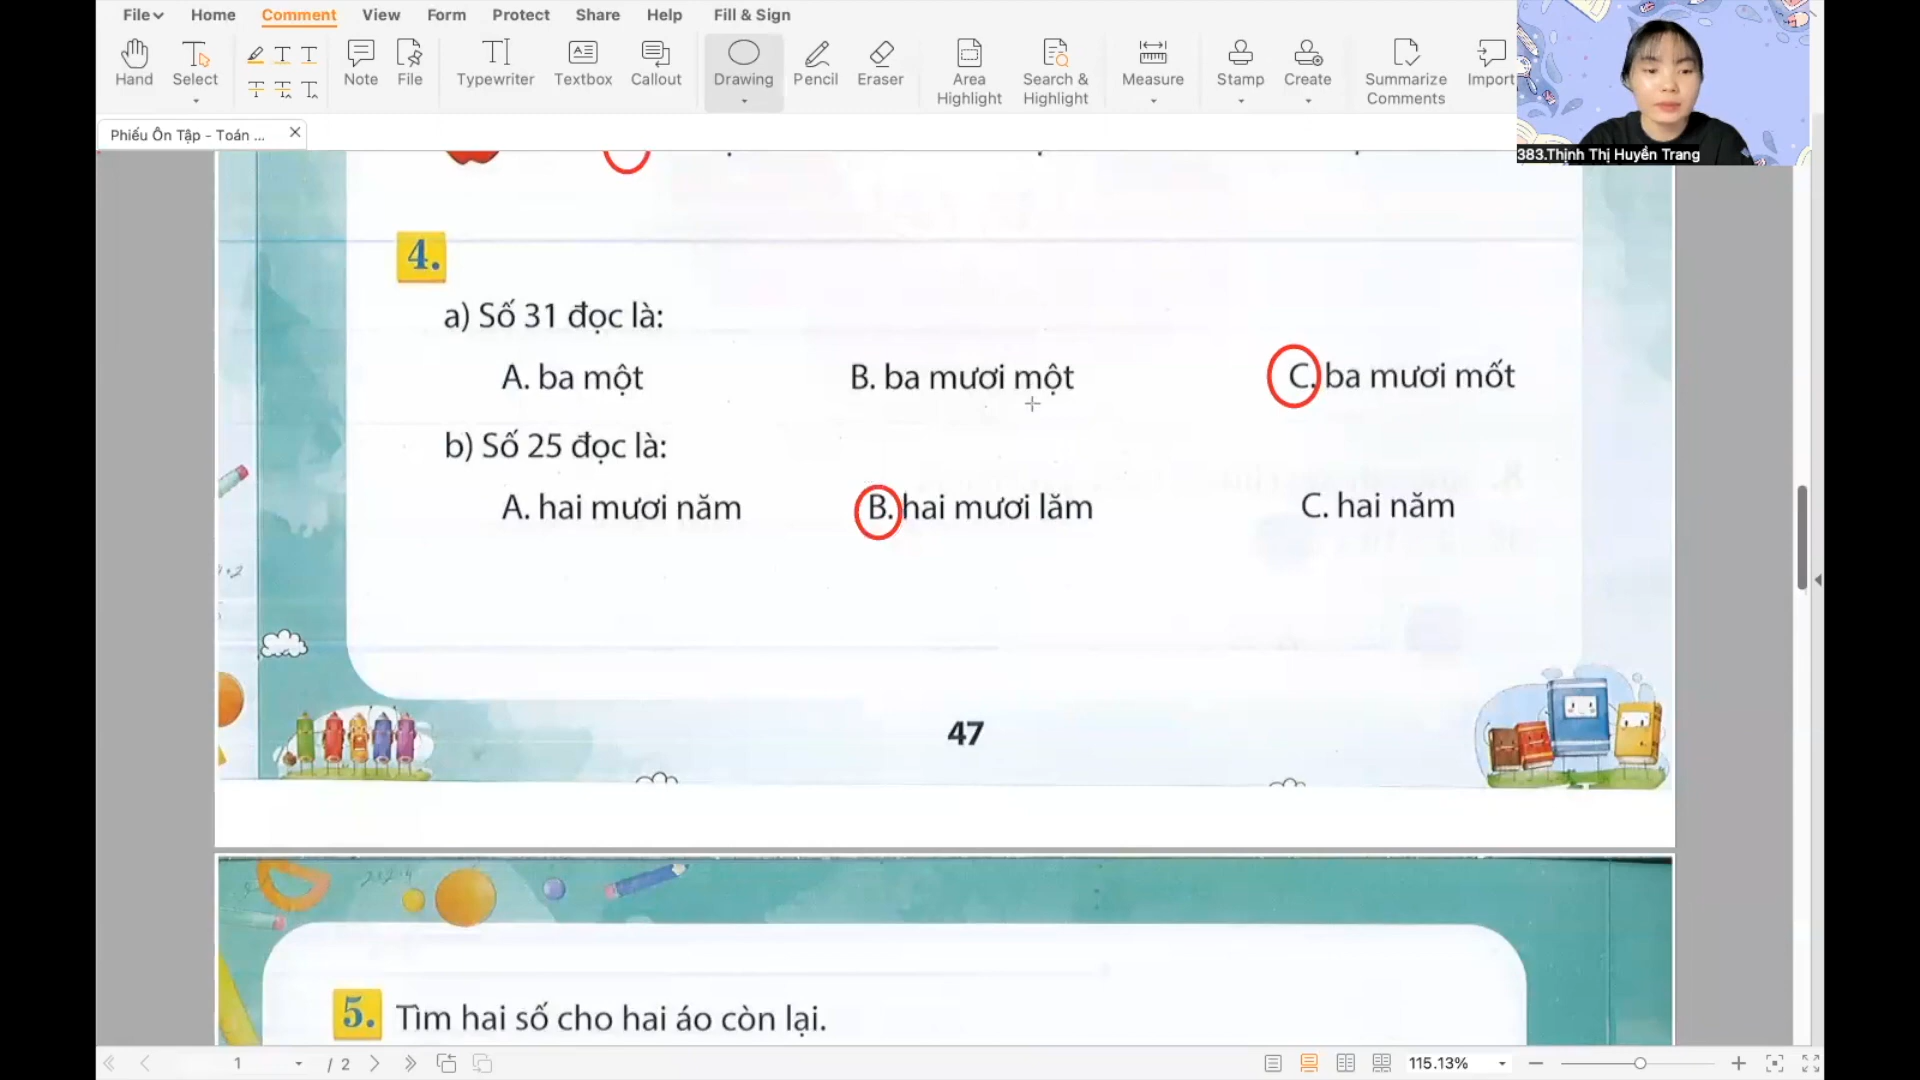 File Home Comment View Form Protect Share Help Fill & Sign
Hand Select Note File Typewriter Textbox Callout Drawing Pencil Eraser Area Highlight Search & Highlight Measure Stamp Create Summarize Comments Import
Phiếu Ôn Tập - Toán ...
383.Thịnh Thị Huyền Trang
4.
a) Số 31 đọc là:
A. ba một B. ba mươi một C. ba mươi mốt
b) Số 25 đọc là:
A. hai mươi năm B. hai mươi lăm C. hai năm
47
5. Tìm hai số cho hai áo còn lại.
1 / 2 115.13%